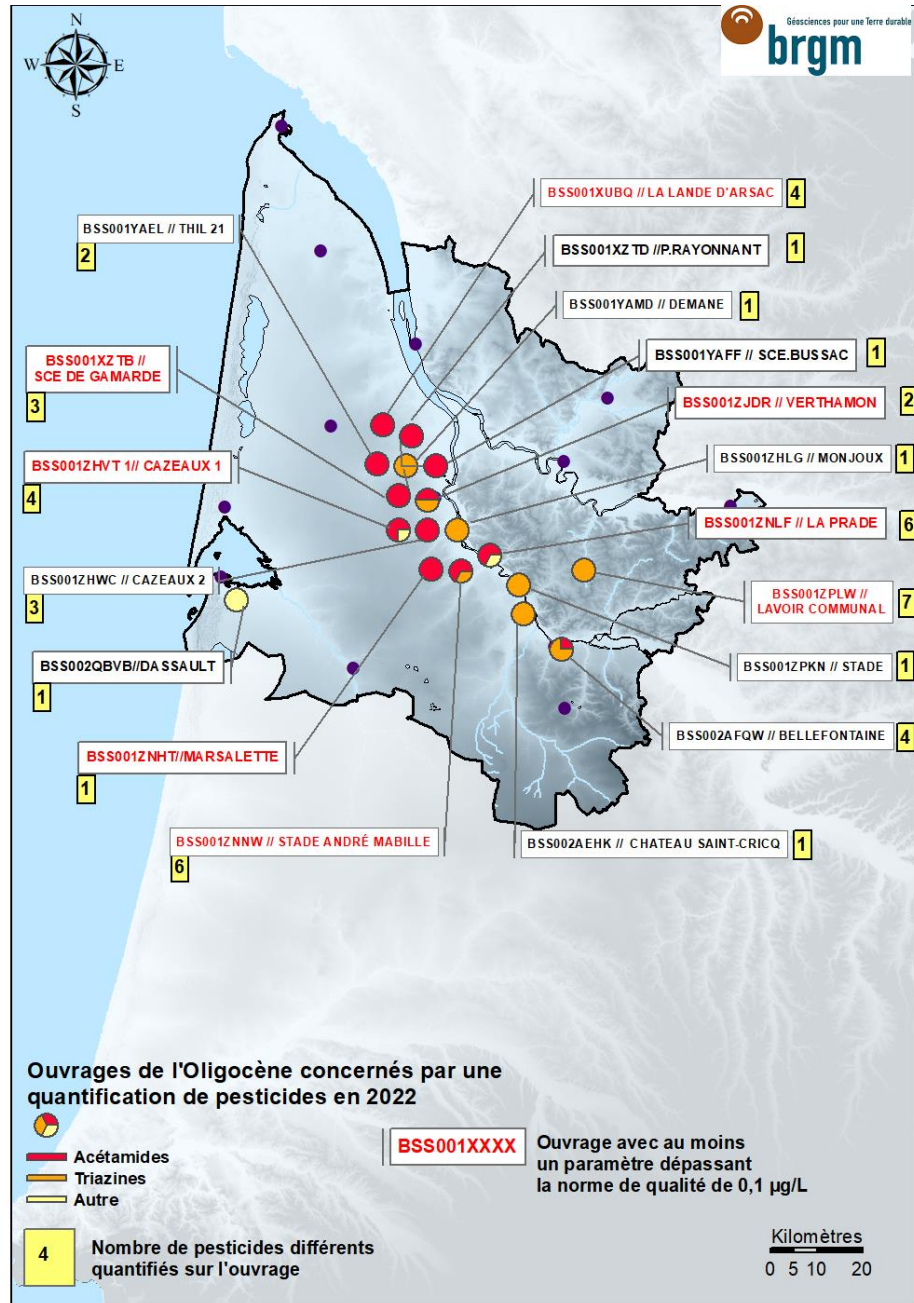 N
W
E
S
Géosciences pour une Terre durable
brgm
BSS001XUBQ // LA LANDE D'ARSAC
4
BSS001YAEL // THIL 21
2
BSS001XZTD //P.RAYONNANT
1
BSS001YAMD // DEMANE
1
BSS001XZTB //
SCE DE GAMARDE
3
BSS001YAFF // SCE.BUSSAC
1
BSS001ZJDR // VERTHAMON
2
BSS001ZHVT 1// CAZEAUX 1
4
BSS001ZHLG // MONJOUX
1
BSS001ZNLF // LA PRADE
6
BSS001ZHWC // CAZEAUX 2
3
BSS001ZPLW //
LAVOIR COMMUNAL
7
BSS002QBVB//DASSAULT
1
BSS001ZPKN // STADE
1
BSS001ZNHT//MARSALETTE
1
BSS002AFQW // BELLEFONTAINE
4
BSS001ZNNW // STADE ANDRÉ MABILLE
6
BSS002AEHK // CHATEAU SAINT-CRICQ
1
Ouvrages de l'Oligocène concernés par une
quantification de pesticides en 2022
Acétamides
Triazines
Autre
BSS001XXXX
Ouvrage avec au moins
un paramètre dépassant
la norme de qualité de 0,1 µg/L
4
Nombre de pesticides différents
quantifiés sur l'ouvrage
Kilomètres
0 5 10 20